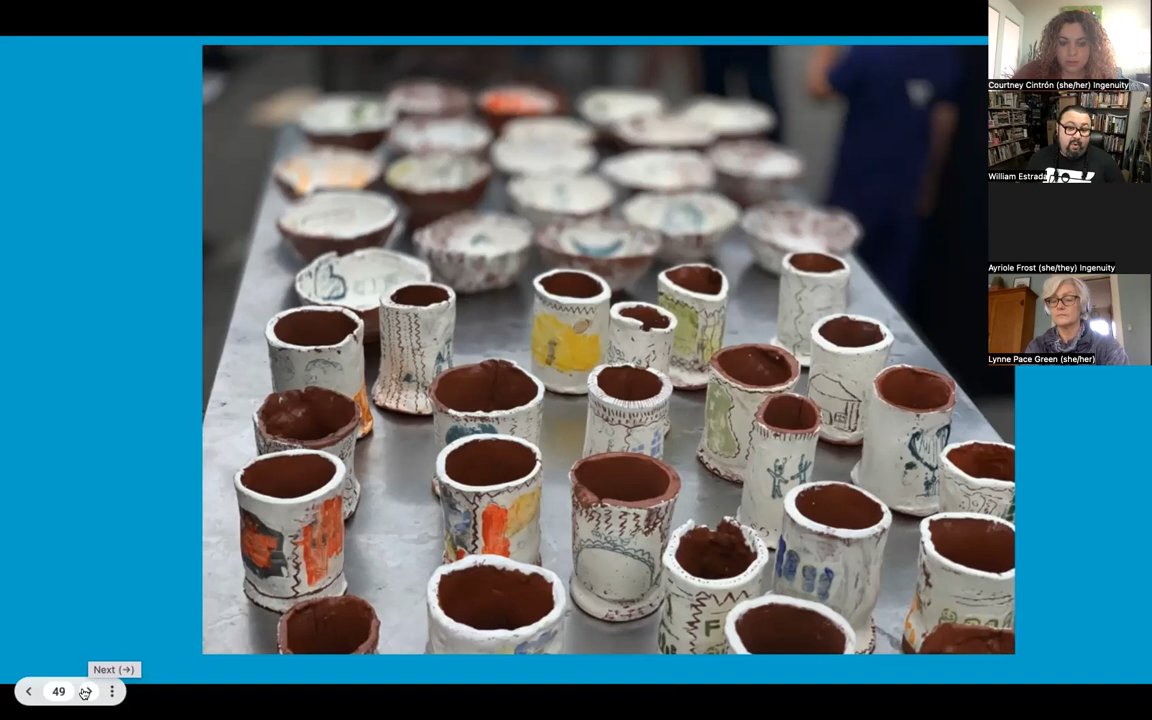 Courtney Cintrón (she/her) Ingenuity
William Estrada
Ayriole Frost (she/they) Ingenuity
Lynne Pace Green (she/her)
Next (→)
49